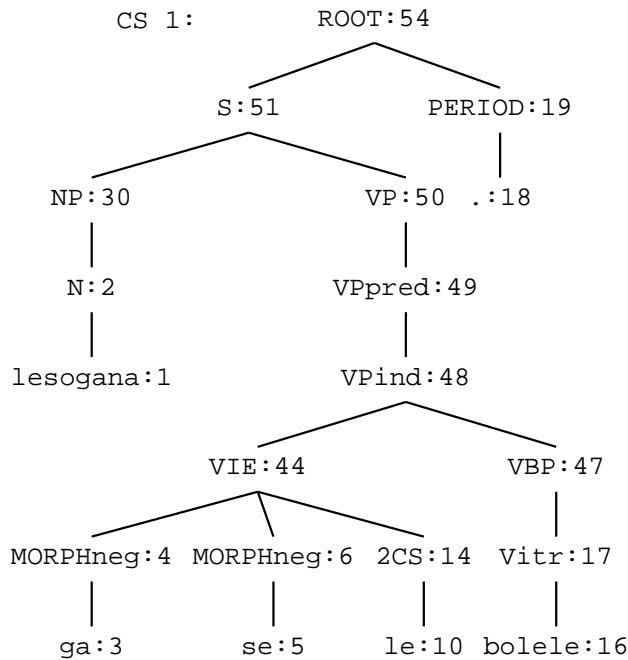 CS 1: ROOT:54
S:51 PERIOD:19
NP:30 VP:50 .:18
N:2 VPpred:49
lesogana:1 VPind:48
VIE:44 VBP:47
MORPHneg:4 MORPHneg:6 2CS:14 Vitr:17
ga:3 se:5 le:10 bolele:16